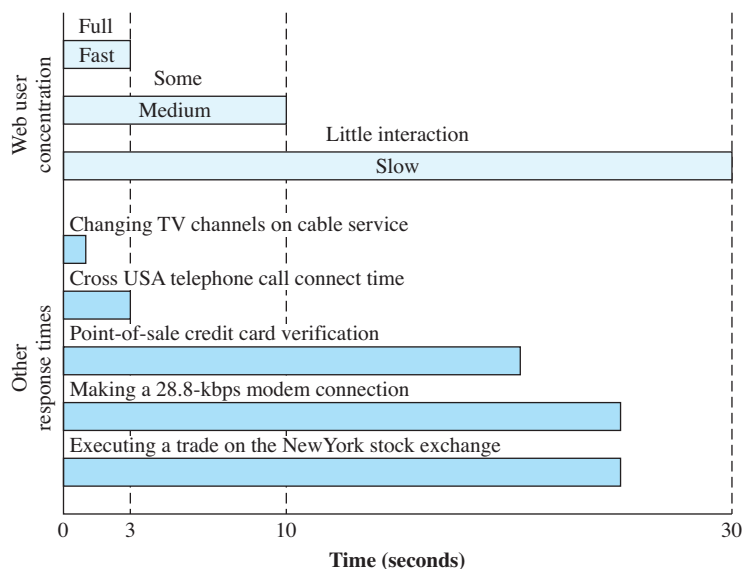 Web user
concentration
Full
Fast
Some
Medium
Little interaction
Slow
Other
response times
Changing TV channels on cable service
Cross USA telephone call connect time
Point-of-sale credit card verification
Making a 28.8-kbps modem connection
Executing a trade on the NewYork stock exchange
0 3 10 30
Time (seconds)